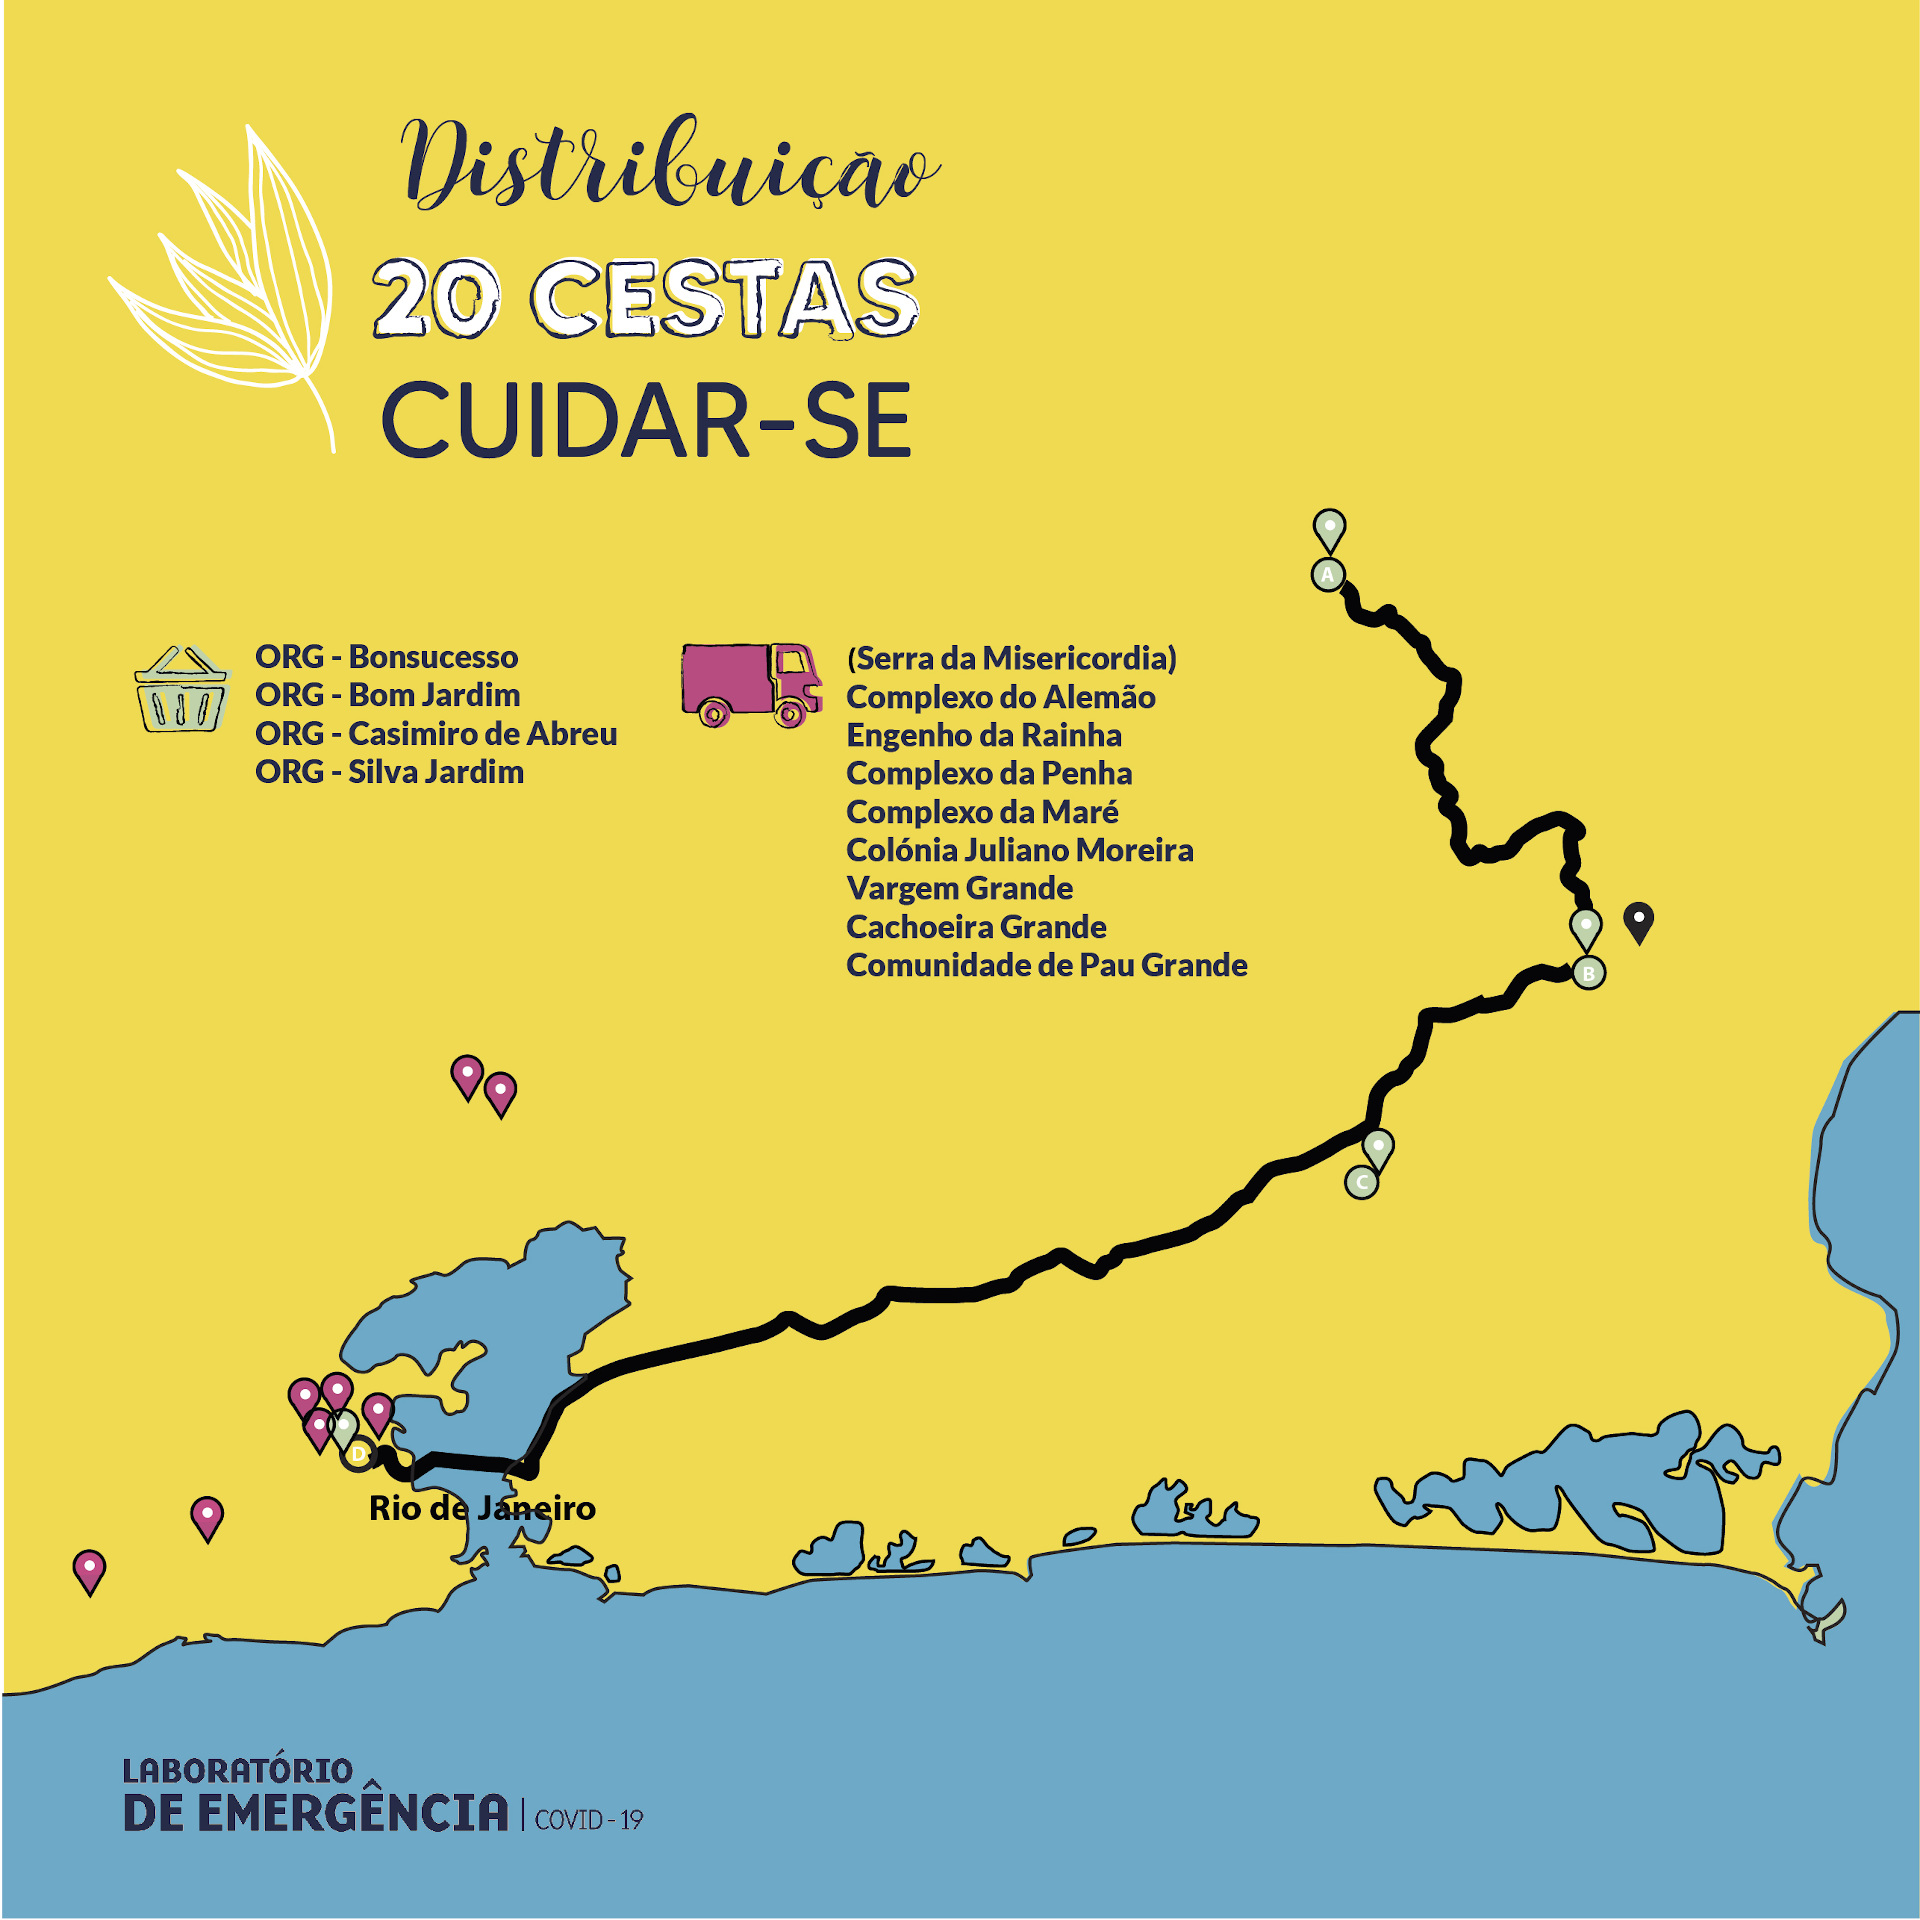 Distribuição
20 CESTAS
CUIDAR-SE
ORG - Bonsucesso
ORG - Bom Jardim
ORG - Casimiro de Abreu
ORG - Silva Jardim
(Serra da Misericordia)
Complexo do Alemão
Engenho da Rainha
Complexo da Penha
Complexo da Maré
Colónia Juliano Moreira
Vargem Grande
Cachoeira Grande
Comunidade de Pau Grande
A
B
C
D
Rio de Janeiro
LABORATÓRIO
DE EMERGÊNCIA | COVID-19